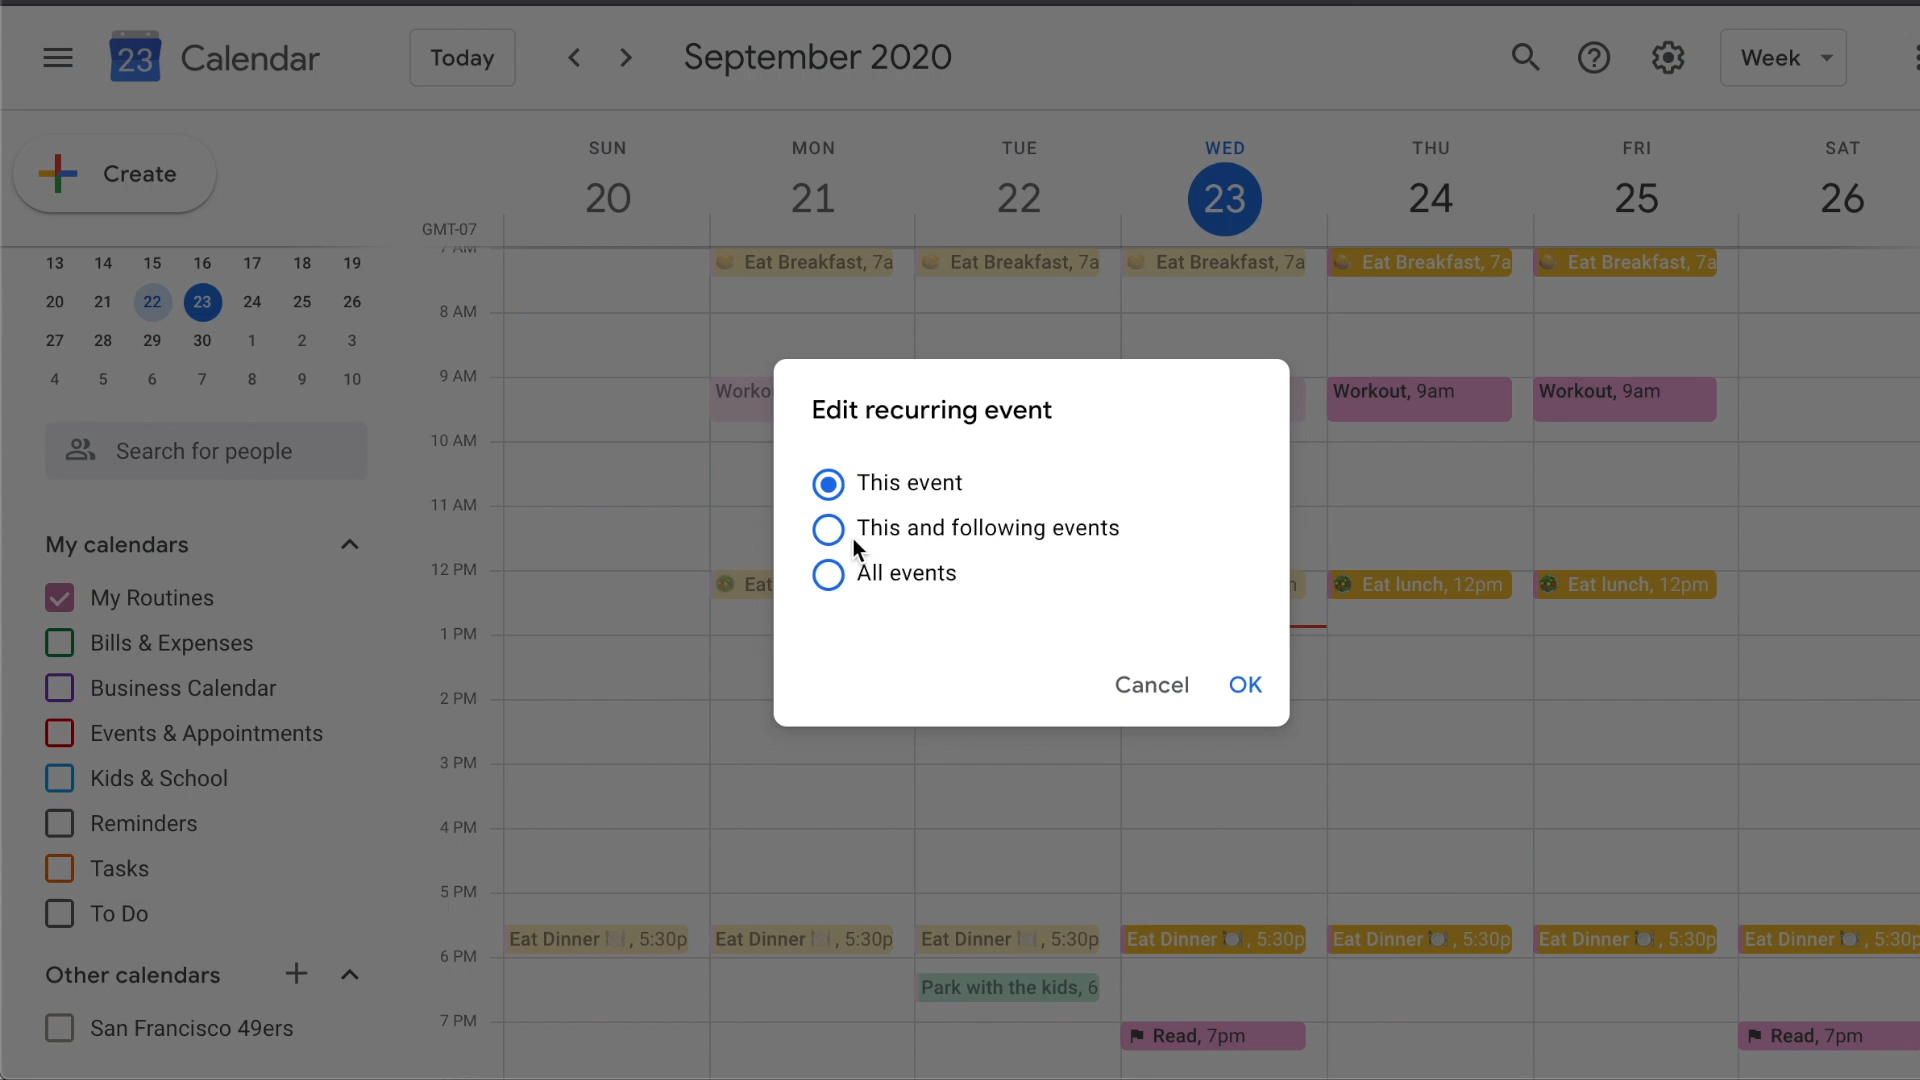 23 Calendar Today September 2020 Week
Create
SUN MON TUE WED THU FRI SAT
20 21 22 23 24 25 26
GMT-07
7 AM
Eat Breakfast, 7a Eat Breakfast, 7a Eat Breakfast, 7a Eat Breakfast, 7a Eat Breakfast, 7a
13 14 15 16 17 18 19
20 21 22 23 24 25 26
27 28 29 30 1 2 3
4 5 6 7 8 9 10
8 AM
9 AM
Worko Workout, 9am Workout, 9am
10 AM
11 AM
12 PM
Eat Eat lunch, 12pm Eat lunch, 12pm
1 PM
2 PM
3 PM
4 PM
5 PM
Eat Dinner , 5:30p Eat Dinner , 5:30p Eat Dinner , 5:30p Eat Dinner , 5:30p Eat Dinner , 5:30p Eat Dinner , 5:30p Eat Dinner , 5:30p
6 PM
Park with the kids, 6
7 PM
Read, 7pm Read, 7pm
Search for people
My calendars
My Routines
Bills & Expenses
Business Calendar
Events & Appointments
Kids & School
Reminders
Tasks
To Do
Other calendars
San Francisco 49ers
Edit recurring event
This event
This and following events
All events
Cancel OK